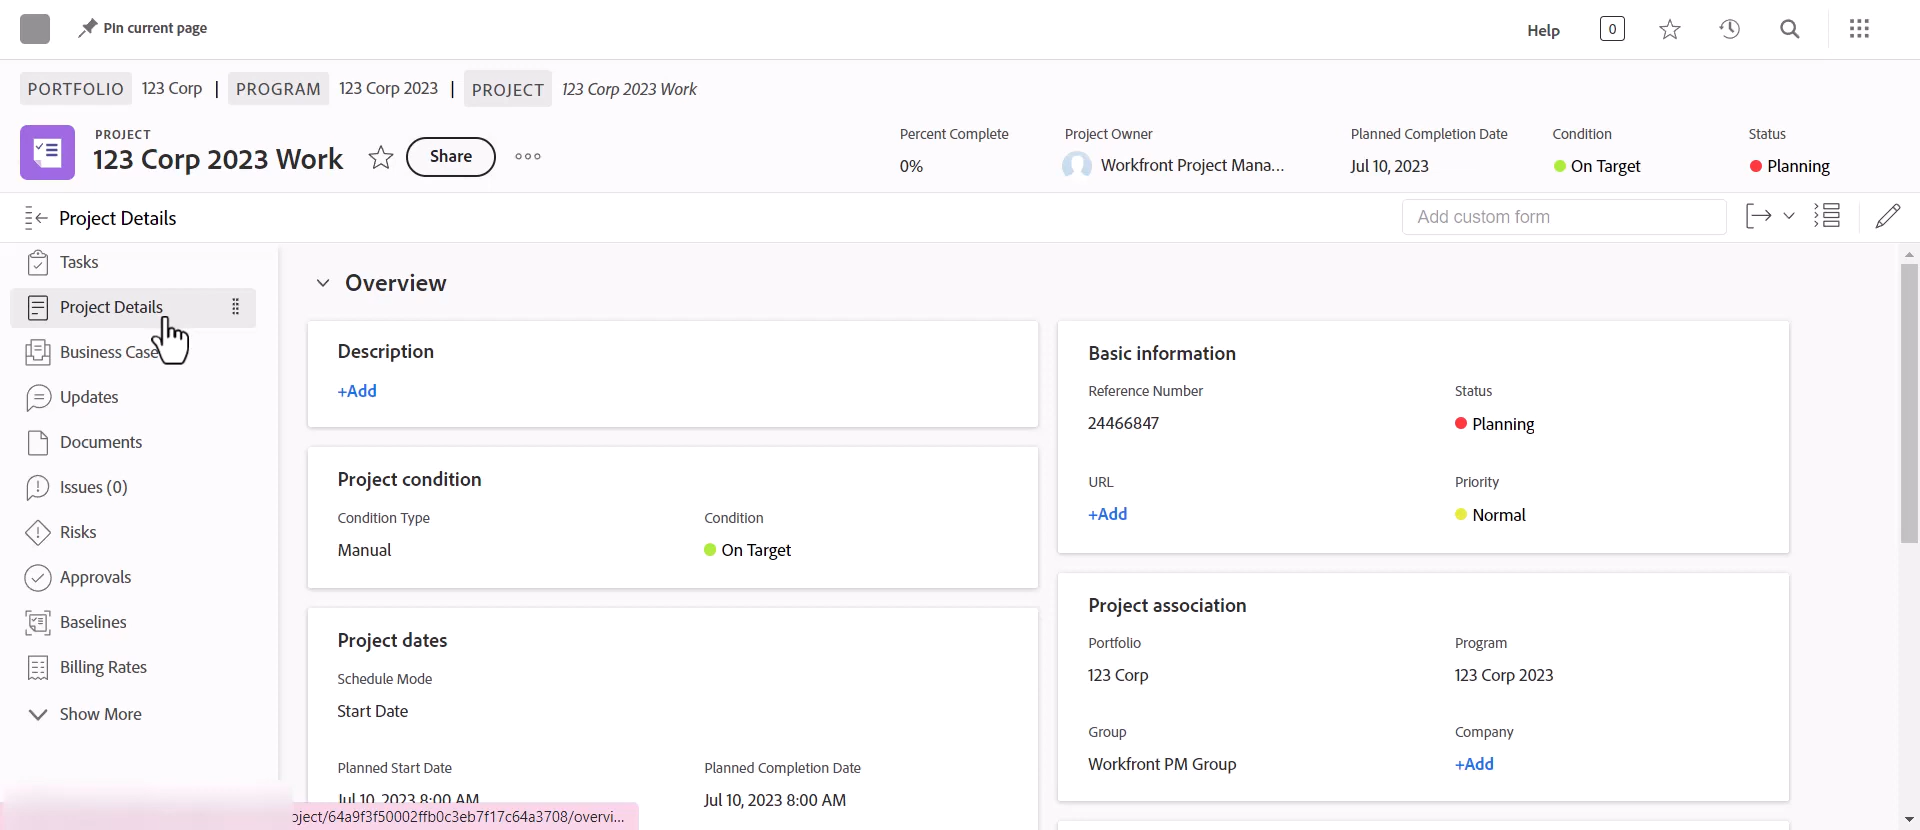 Pin current page
Help
0
PORTFOLIO 123 Corp | PROGRAM 123 Corp 2023 | PROJECT 123 Corp 2023 Work
PROJECT
123 Corp 2023 Work
Share
Percent Complete
0%
Project Owner
Workfront Project Mana...
Planned Completion Date
Jul 10, 2023
Condition
On Target
Status
Planning
Project Details
Add custom form
Tasks
Project Details
Business Case
Updates
Documents
Issues (0)
Risks
Approvals
Baselines
Billing Rates
Show More
Overview
Description
+Add
Project condition
Condition Type
Manual
Condition
On Target
Project dates
Schedule Mode
Start Date
Planned Start Date
Jul 10, 2023 8:00 AM
Planned Completion Date
Jul 10, 2023 8:00 AM
Basic information
Reference Number
24466847
Status
Planning
URL
+Add
Priority
Normal
Project association
Portfolio
123 Corp
Program
123 Corp 2023
Group
Workfront PM Group
Company
+Add
oject/64a9f3f50002ffb0c3eb7f17c64a3708/overvi...